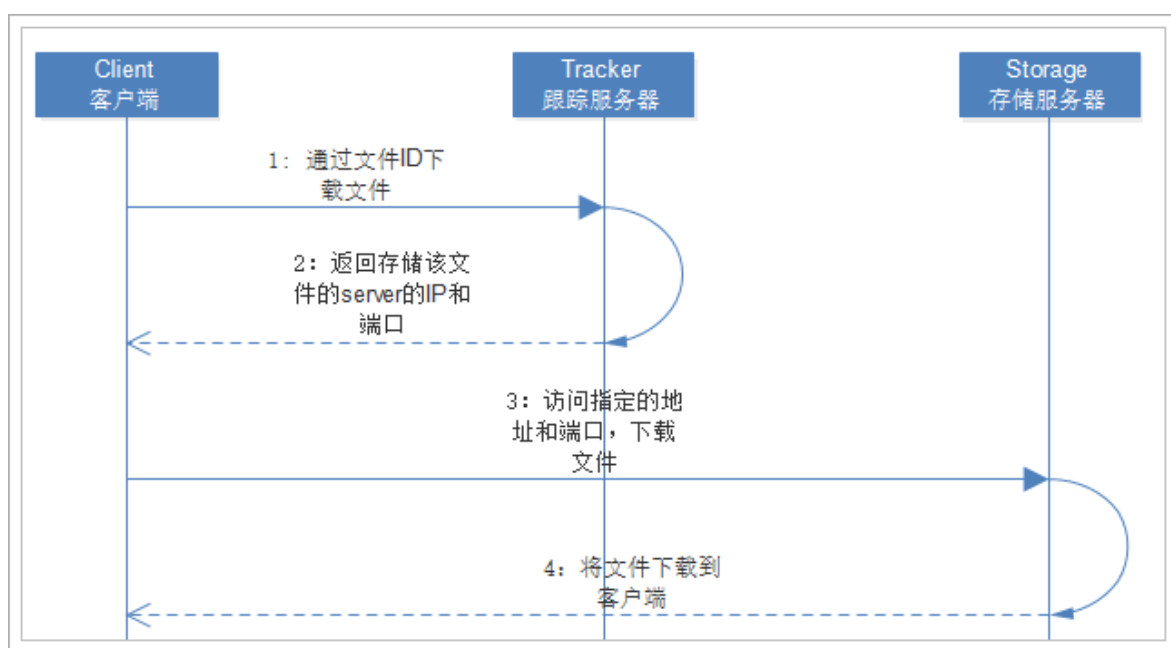 Client
客户端
Tracker
跟踪服务器
Storage
存储服务器
1: 通过文件ID下
载文件
2: 返回存储该文
件的server的IP和
端口
3: 访问指定的地
址和端口，下载
文件
4: 将文件下载到
客户端